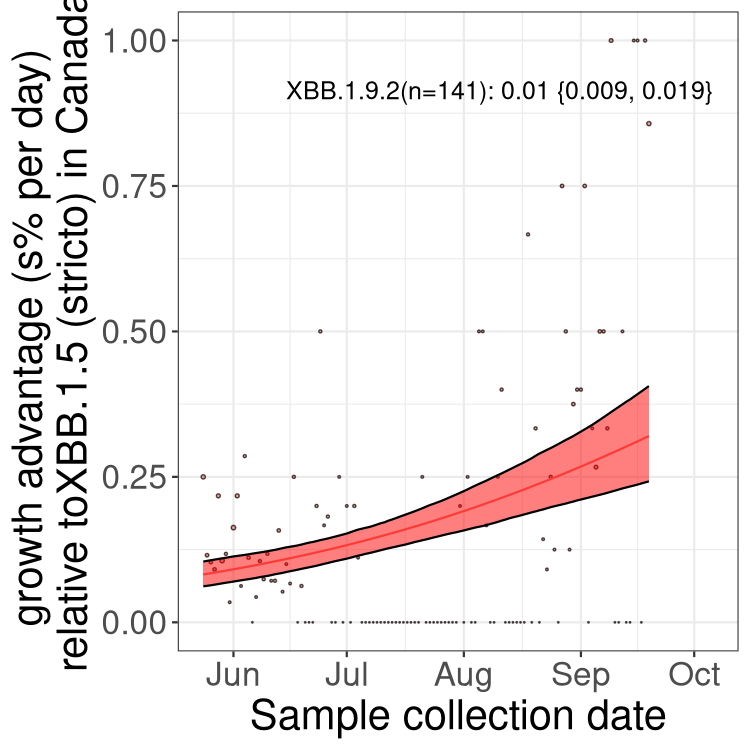 growth advantage (s% per day)
relative toXBB.1.5 (stricto) in Canada
1.00
0.75
0.50
0.25
0.00
XBB.1.9.2(n=141): 0.01 {0.009, 0.019}
Jun Jul Aug Sep Oct
Sample collection date